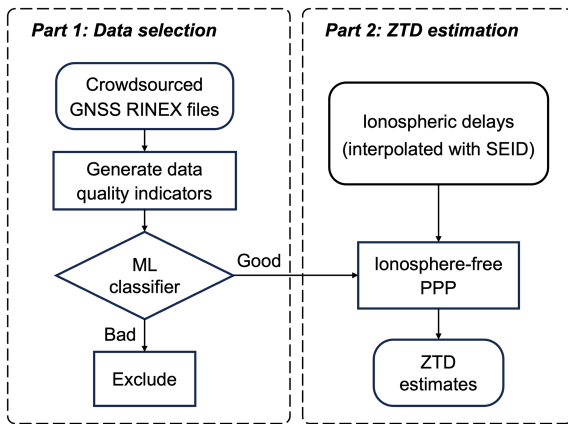 Part 1: Data selection
Crowdsourced
GNSS RINEX files
Generate data
quality indicators
ML
classifier
Good
Bad
Exclude
Part 2: ZTD estimation
Ionospheric delays
(interpolated with SEID)
Ionosphere-free
PPP
ZTD
estimates